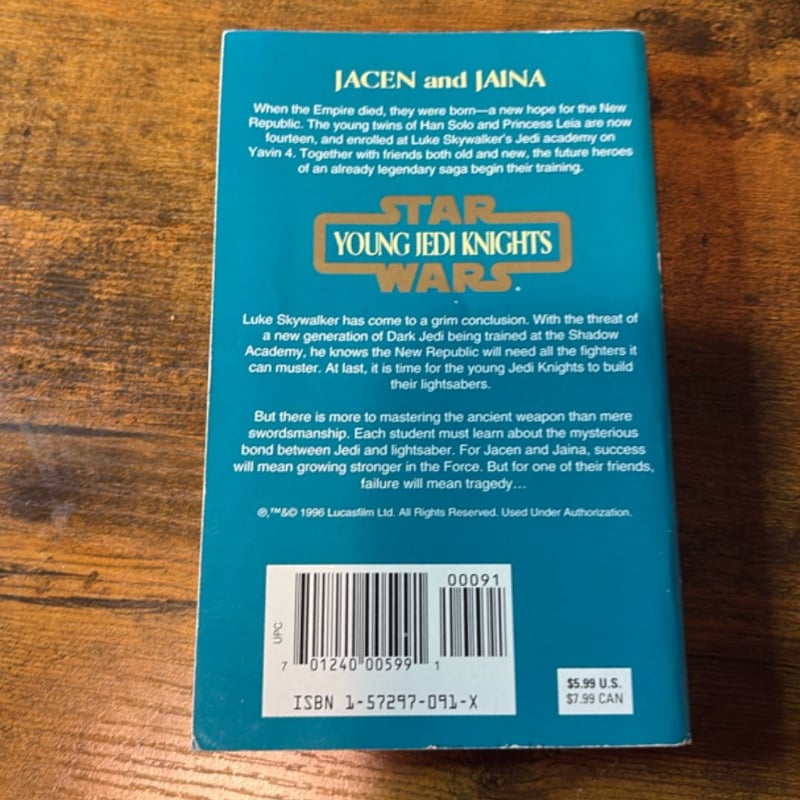 JACEN and JAINA
When the Empire died, they were born—a new hope for the New
Republic. The young twins of Han Solo and Princess Leia are now
fourteen, and enrolled at Luke Skywalker's Jedi academy on
Yavin 4. Together with friends both old and new, the future heroes
of an already legendary saga begin their training.
STAR
YOUNG JEDI KNIGHTS
WARS®
Luke Skywalker has come to a grim conclusion. With the threat of
a new generation of Dark Jedi being trained at the Shadow
Academy, he knows the New Republic will need all the fighters it
can muster. At last, it is time for the young Jedi Knights to build
their lightsabers.
But there is more to mastering the ancient weapon than mere
swordsmanship. Each student must learn about the mysterious
bond between Jedi and lightsaber. For Jacen and Jaina, success
will mean growing stronger in the Force. But for one of their friends,
failure will mean tragedy…
®,™&© 1996 Lucasfilm Ltd. All Rights Reserved. Used Under Authorization.
00091
UPC
7 01240 00599 1
ISBN 1-57297-091-X
$5.99 U.S.
$7.99 CAN